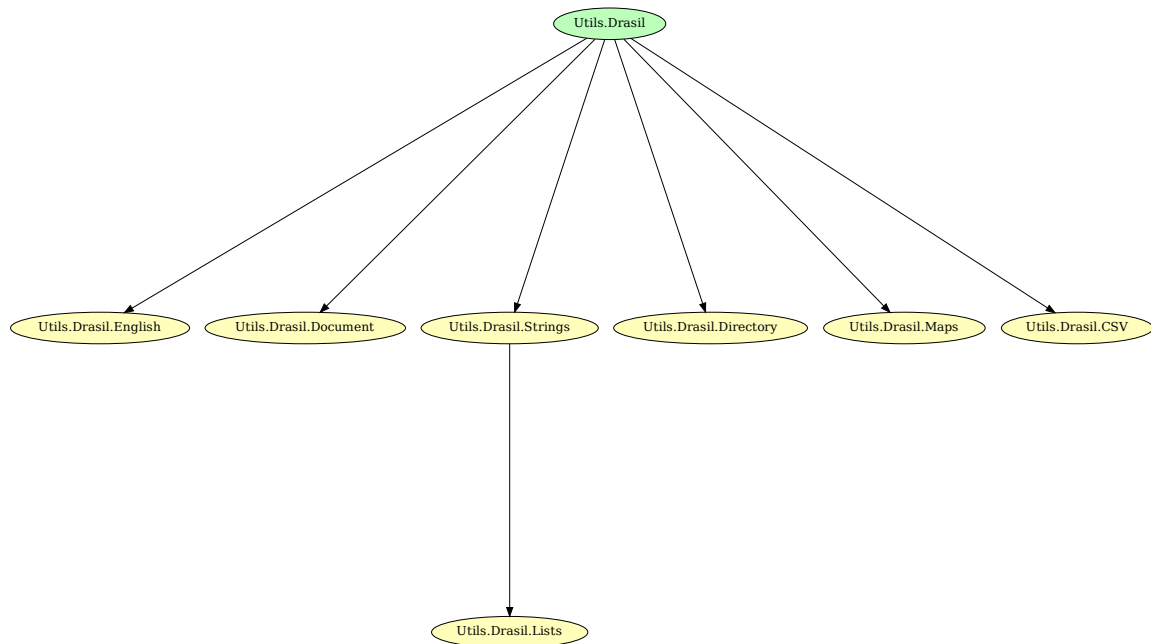 Utils.Drasil
Utils.Drasil.English
Utils.Drasil.Document
Utils.Drasil.Strings
Utils.Drasil.Directory
Utils.Drasil.Maps
Utils.Drasil.CSV
Utils.Drasil.Lists